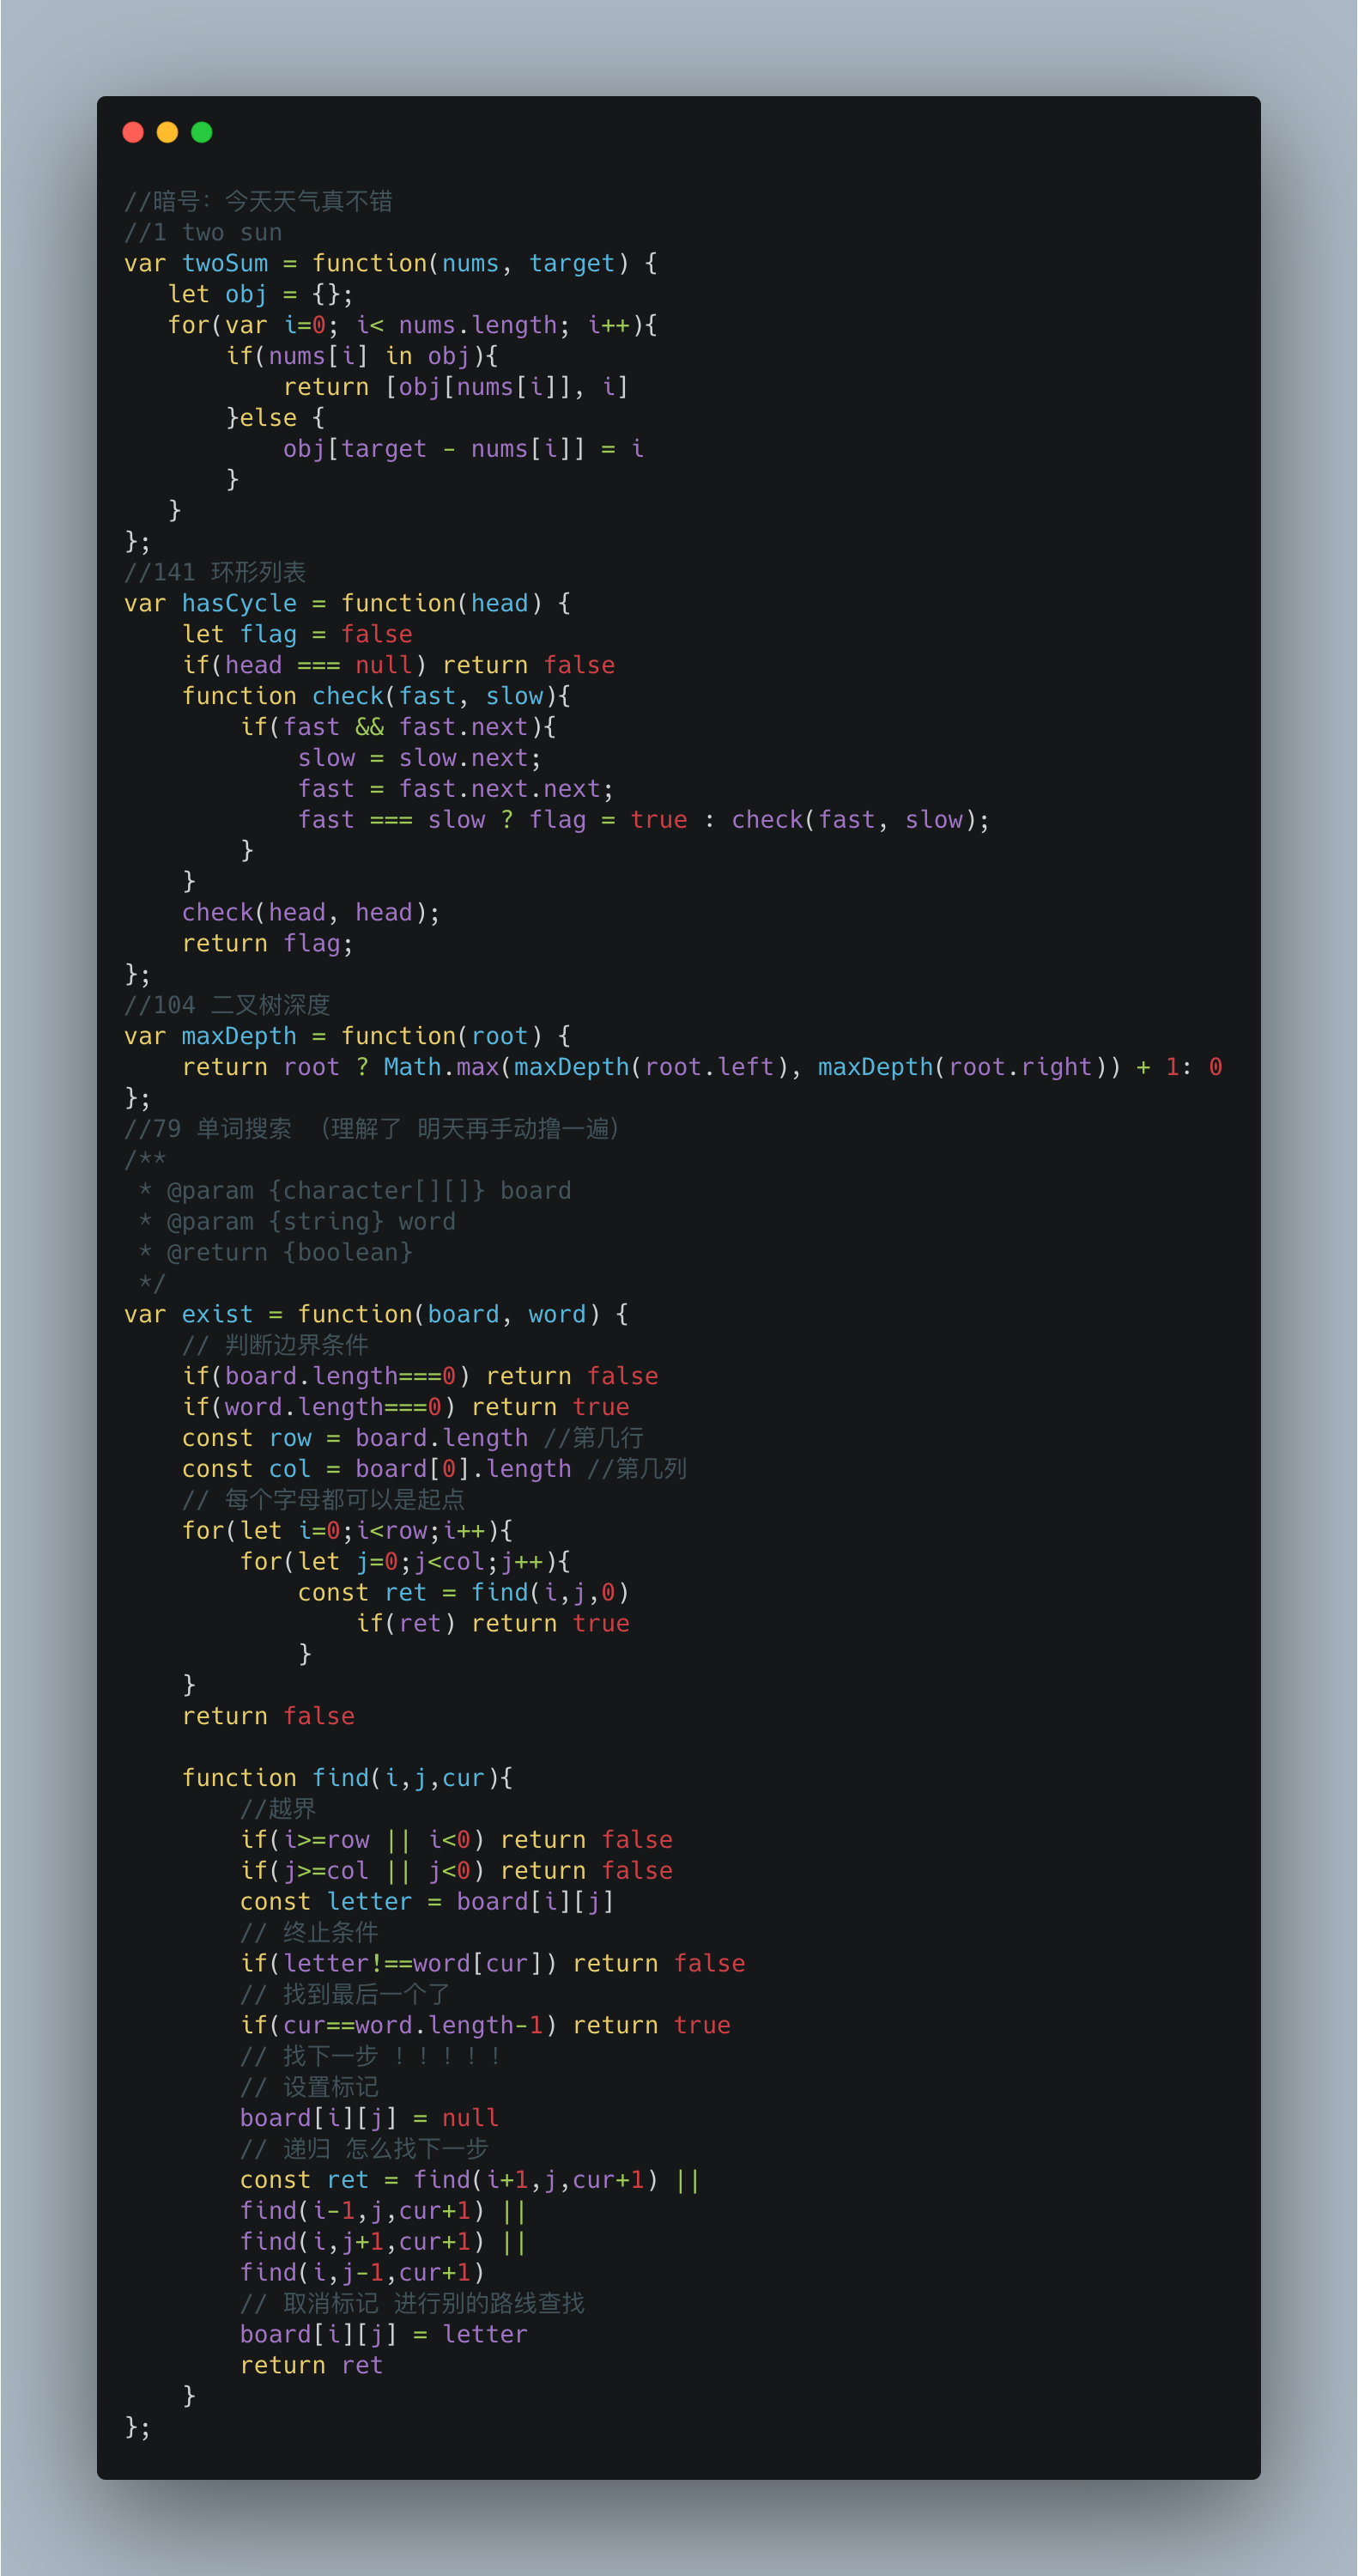 //暗号：今天天气真不错
//1 two sun
var twoSum = function(nums, target) {
   let obj = {};
   for(var i=0; i< nums.length; i++){
       if(nums[i] in obj){
           return [obj[nums[i]], i]
       }else {
           obj[target - nums[i]] = i
       }
   }
};
//141 环形列表
var hasCycle = function(head) {
    let flag = false
    if(head === null) return false
    function check(fast, slow){
        if(fast && fast.next){
            slow = slow.next;
            fast = fast.next.next;
            fast === slow ? flag = true : check(fast, slow);
        }
    }
    check(head, head);
    return flag;
};
//104 二叉树深度
var maxDepth = function(root) {
    return root ? Math.max(maxDepth(root.left), maxDepth(root.right)) + 1: 0
};
//79 单词搜索 （理解了 明天再手动撸一遍）
/**
 * @param {character[][]} board
 * @param {string} word
 * @return {boolean}
 */
var exist = function(board, word) {
    // 判断边界条件
    if(board.length===0) return false
    if(word.length===0) return true
    const row = board.length //第几行
    const col = board[0].length //第几列
    // 每个字母都可以是起点
    for(let i=0;i<row;i++){
        for(let j=0;j<col;j++){
            const ret = find(i,j,0)
                if(ret) return true
            }
    }
    return false

    function find(i,j,cur){
        //越界
        if(i>=row || i<0) return false
        if(j>=col || j<0) return false
        const letter = board[i][j]
        // 终止条件
        if(letter!==word[cur]) return false
        // 找到最后一个了
        if(cur==word.length-1) return true
        // 找下一步 ！！！！！
        // 设置标记
        board[i][j] = null
        // 递归 怎么找下一步
        const ret = find(i+1,j,cur+1) ||
        find(i-1,j,cur+1) ||
        find(i,j+1,cur+1) ||
        find(i,j-1,cur+1)
        // 取消标记 进行别的路线查找
        board[i][j] = letter
        return ret
    }
};